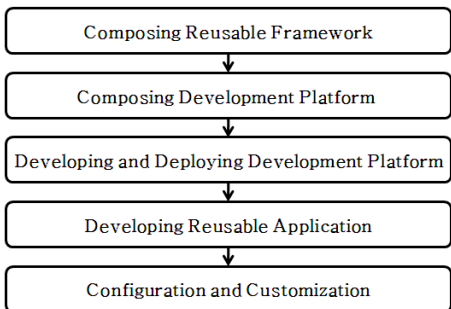 Composing Reusable Framework
Composing Development Platform
Developing and Deploying Development Platform
Developing Reusable Application
Configuration and Customization